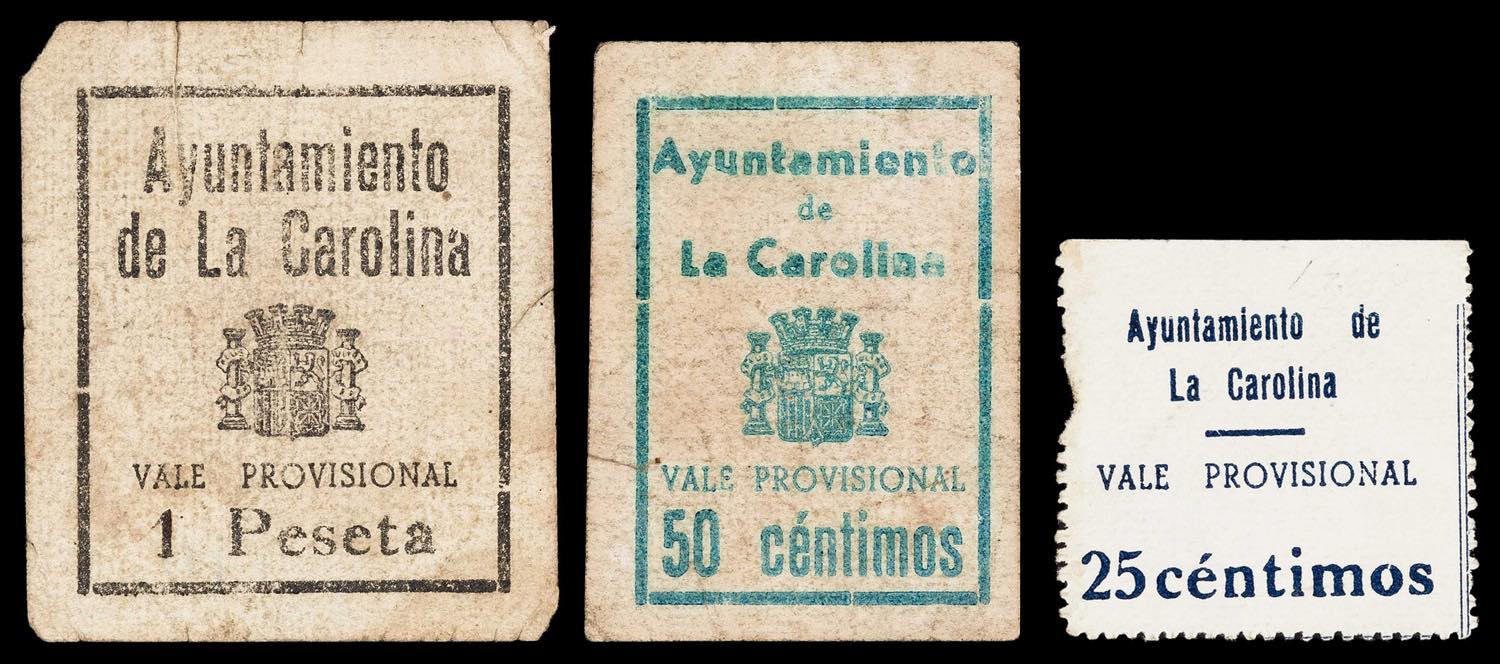 Ayuntamiento
de La Carolina
VALE PROVISIONAL
1 Peseta
Ayuntamiento
de
La Carolina
VALE PROVISIONAL
50 céntimos
Ayuntamiento de
La Carolina
VALE PROVISIONAL
25 céntimos